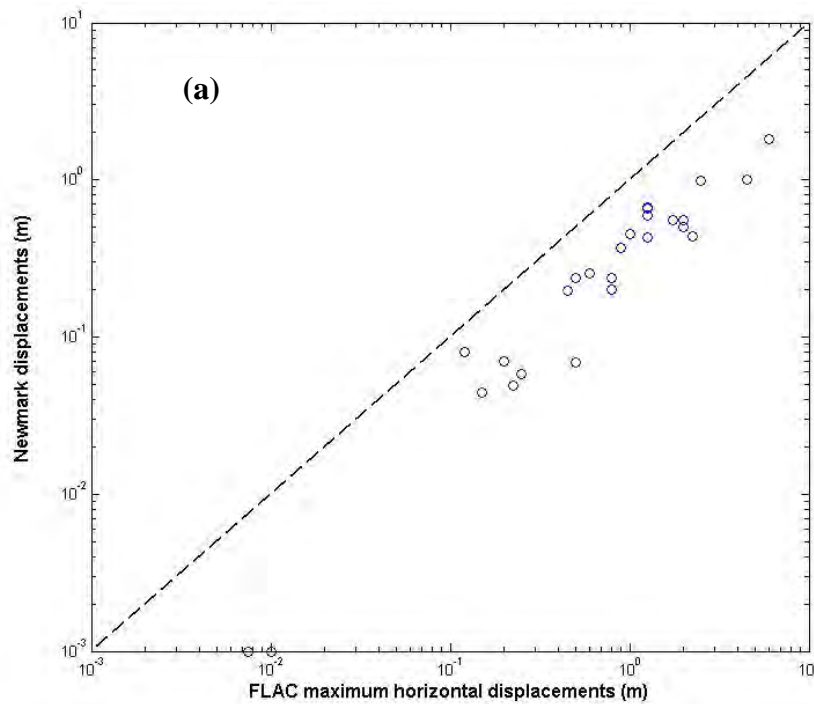 10^1
(a)
10^0
10^-1
10^-2
10^-3
Newmark displacements (m)
10^-3 10^-2 10^-1 10^0 10
FLAC maximum horizontal displacements (m)